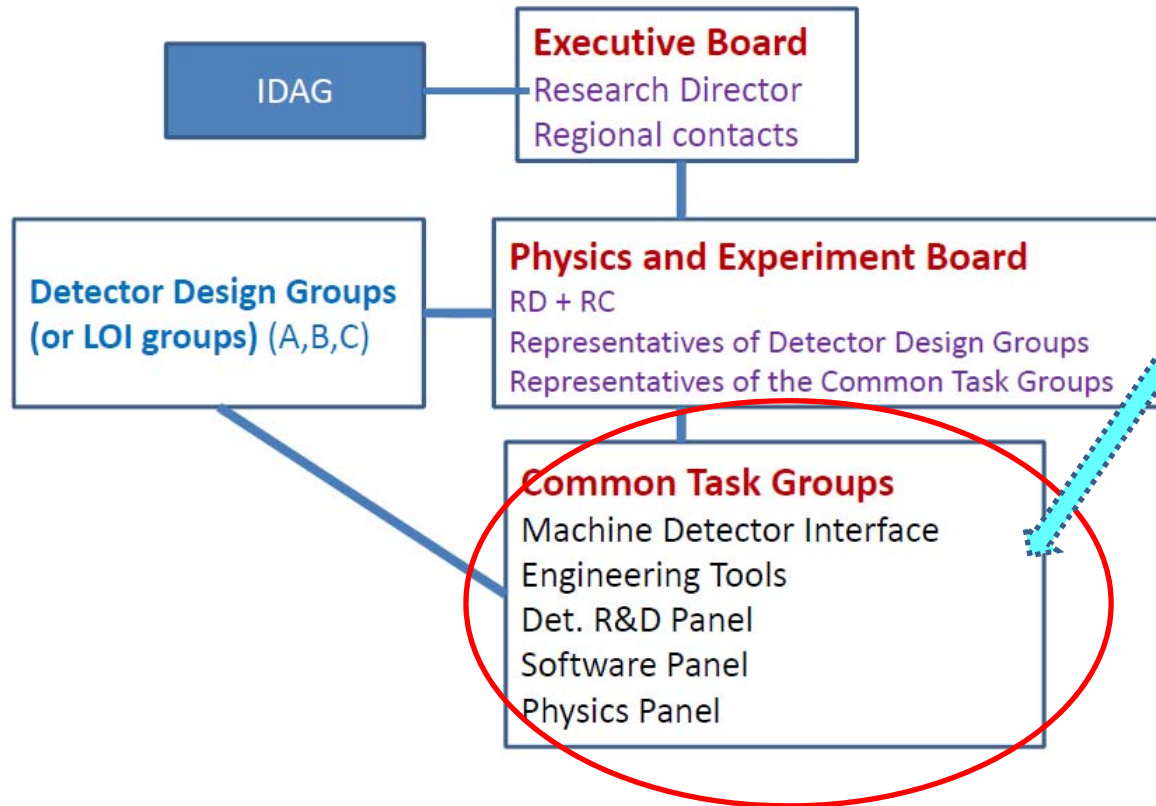 IDAG
Executive Board
Research Director
Regional contacts
Detector Design Groups
(or LOI groups) (A,B,C)
Physics and Experiment Board
RD + RC
Representatives of Detector Design Groups
Representatives of the Common Task Groups
Common Task Groups
Machine Detector Interface
Engineering Tools
Det. R&D Panel
Software Panel
Physics Panel